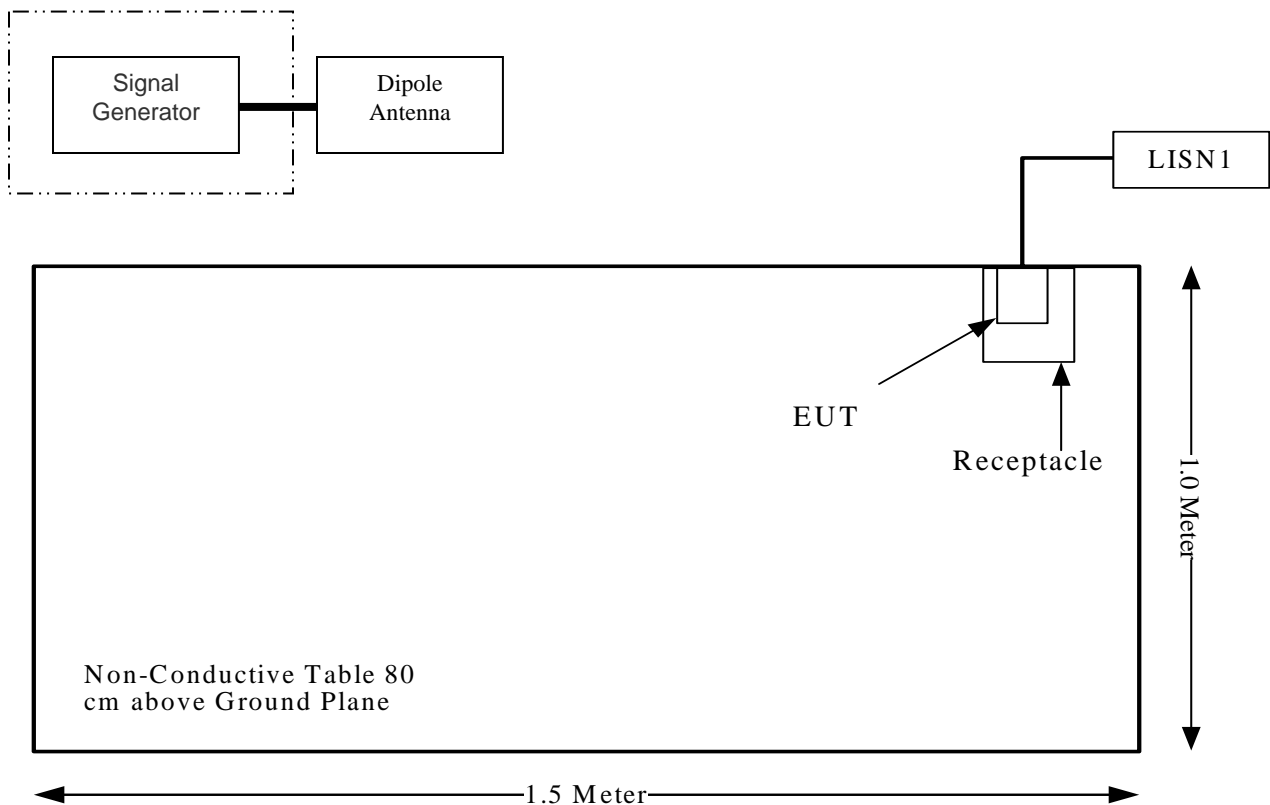 Signal
Generator
Dipole
Antenna
LISN1
EUT
Receptacle
1.0 Meter
Non-Conductive Table 80
cm above Ground Plane
1.5 Meter